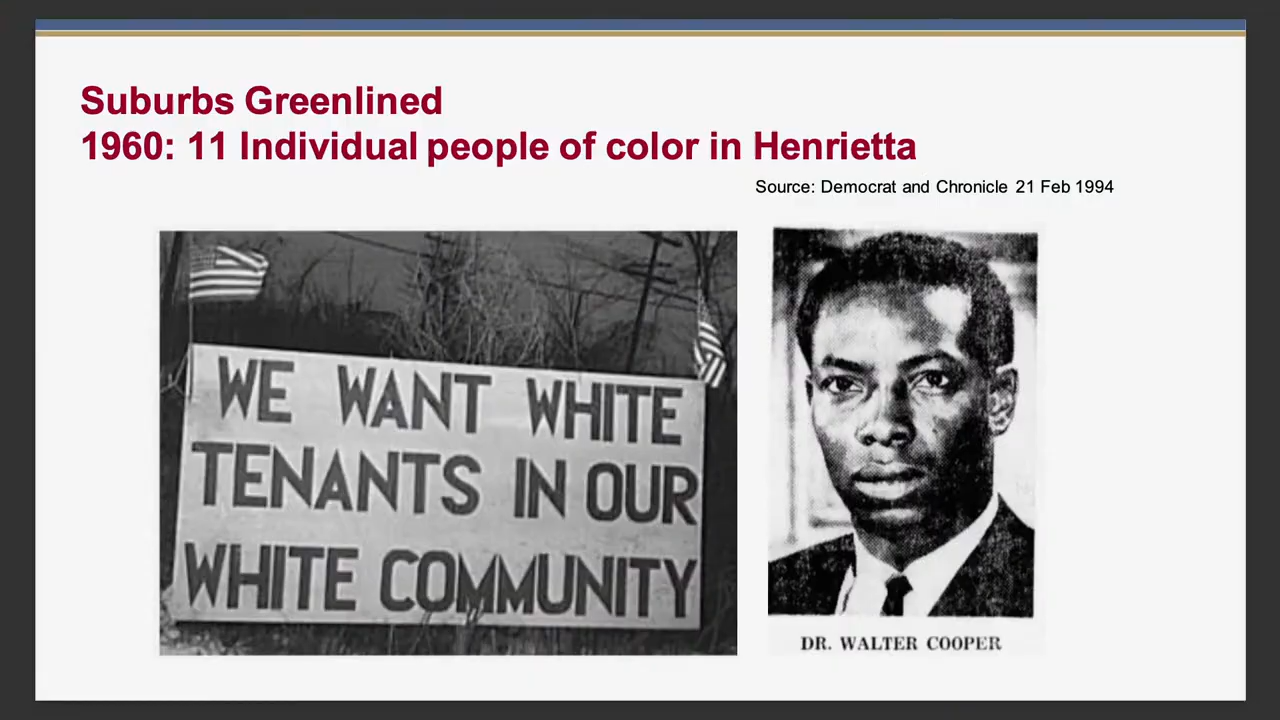 Suburbs Greenlined
1960: 11 Individual people of color in Henrietta
Source: Democrat and Chronicle 21 Feb 1994
WE WANT WHITE
TENANTS IN OUR
WHITE COMMUNITY
DR. WALTER COOPER